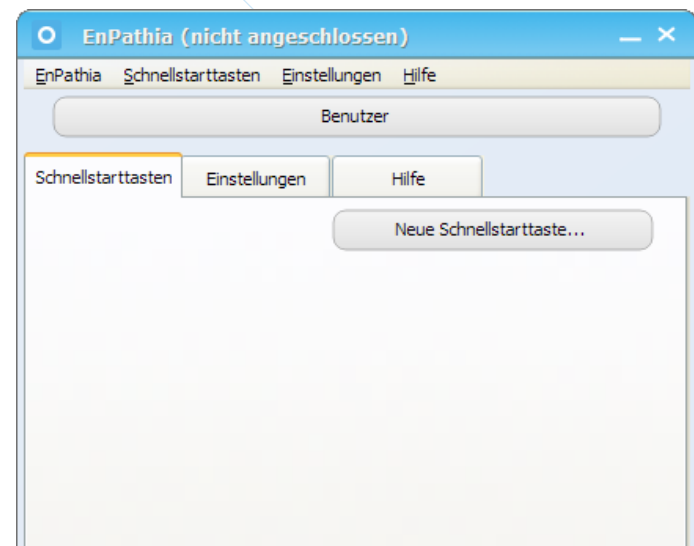 EnPathia (nicht angeschlossen)
EnPathia Schnellstarttasten Einstellungen Hilfe
Benutzer
Schnellstarttasten Einstellungen Hilfe
Neue Schnellstarttaste...